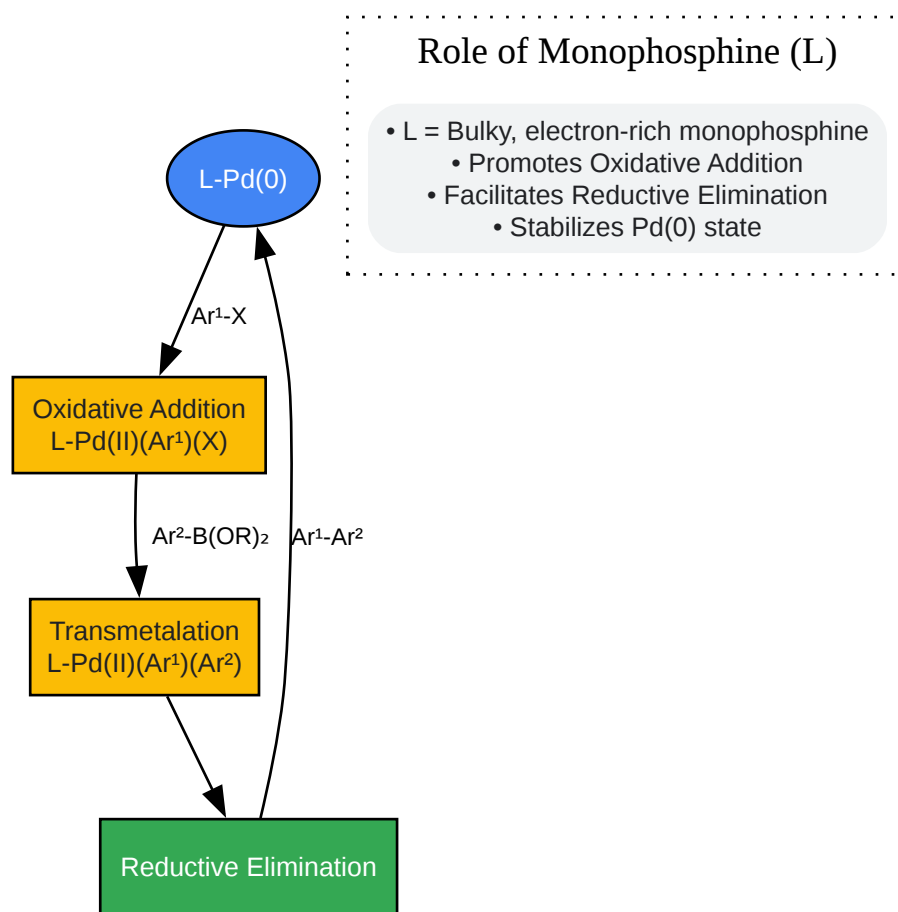 Role of Monophosphine (L)
• L = Bulky, electron-rich monophosphine
• Promotes Oxidative Addition
• Facilitates Reductive Elimination
• Stabilizes Pd(0) state
L-Pd(0)
Ar¹-X
Oxidative Addition
L-Pd(II)(Ar¹)(X)
Ar²-B(OR)₂
Ar¹-Ar²
Transmetalation
L-Pd(II)(Ar¹)(Ar²)
Reductive Elimination